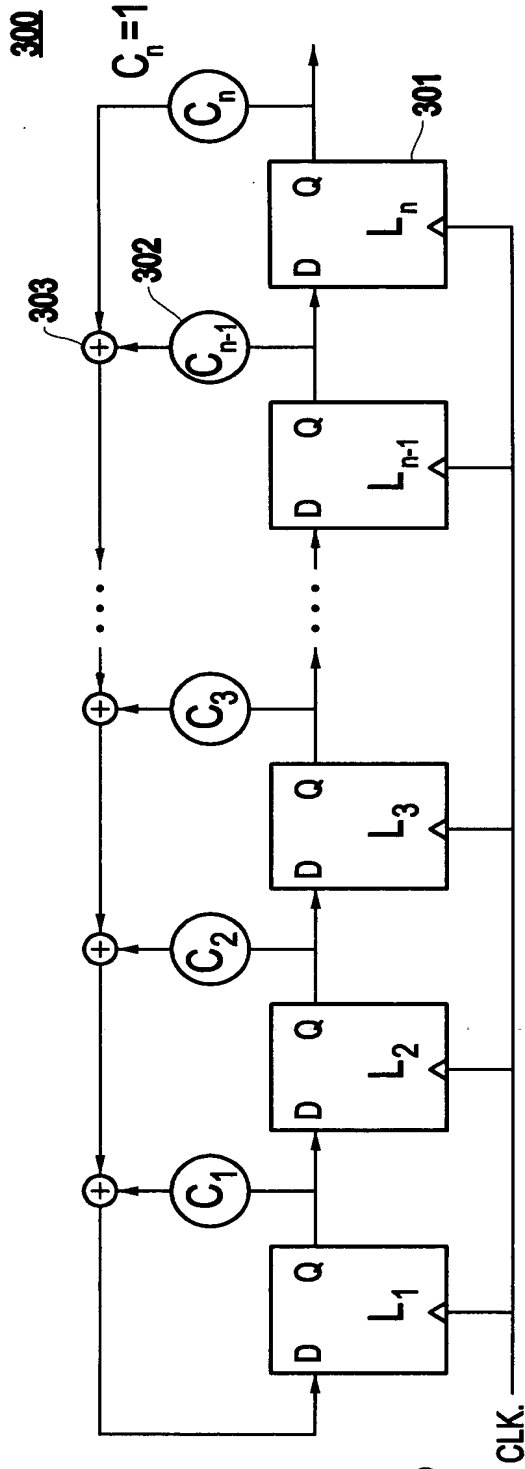 300
Cₙ=1
303
302
C₁
C₂
C₃
Cₙ₋₁
Cₙ
+
+
+
+
...
...
301
D Q
L₁
D Q
L₂
D Q
L₃
D Q
Lₙ₋₁
D Q
Lₙ
CLK.